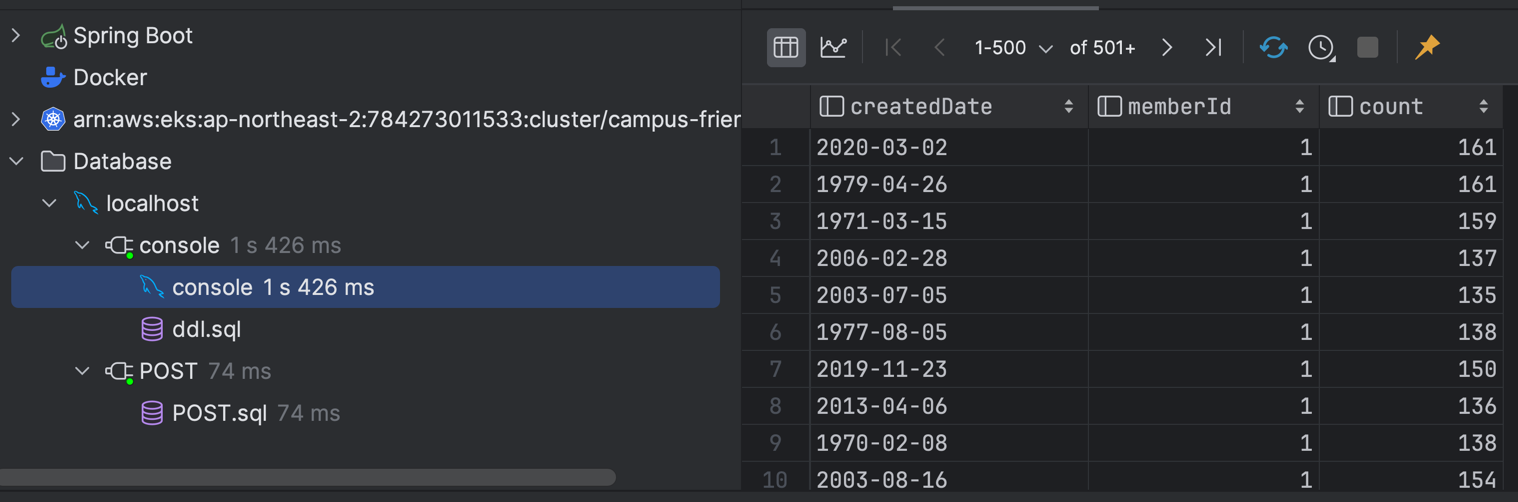 Spring Boot
Docker
arn:aws:eks:ap-northeast-2:784273011533:cluster/campus-frier
Database
localhost
console 1 s 426 ms
console 1 s 426 ms
ddl.sql
POST 74 ms
POST.sql 74 ms
1-500 of 501+
createdDate memberId count
1 2020-03-02 1 161
2 1979-04-26 1 161
3 1971-03-15 1 159
4 2006-02-28 1 137
5 2003-07-05 1 135
6 1977-08-05 1 138
7 2019-11-23 1 150
8 2013-04-06 1 136
9 1970-02-08 1 138
10 2003-08-16 1 154